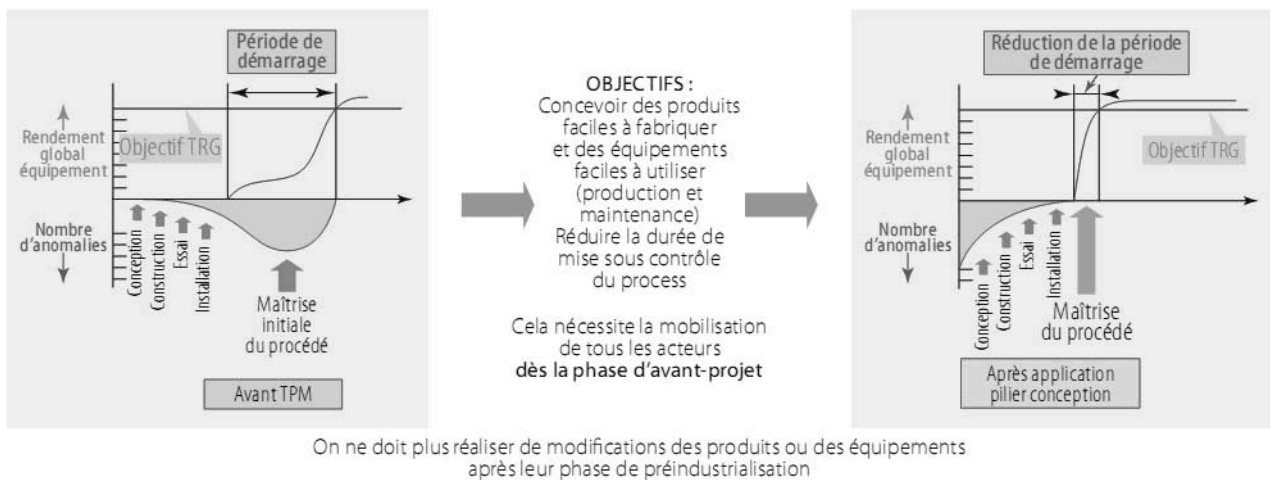 Période de
démarrage
Rendement
global
équipement
Objectif TRG
Nombre
d'anomalies
Conception
Construction
Essai
Installation
Maîtrise
initiale
du procédé
Avant TPM
OBJECTIFS :
Concevoir des produits
faciles à fabriquer
et des équipements
faciles à utiliser
(production et
maintenance)
Réduire la durée de
mise sous contrôle
du process
Cela nécessite la mobilisation
de tous les acteurs
dès la phase d'avant-projet
Réduction de la période
de démarrage
Rendement
global
équipement
Objectif TRG
Nombre
d'anomalies
Conception
Construction
Essai
Installation
Maîtrise
du procédé
Après application
pilier conception
On ne doit plus réaliser de modifications des produits ou des équipements
après leur phase de préindustrialisation